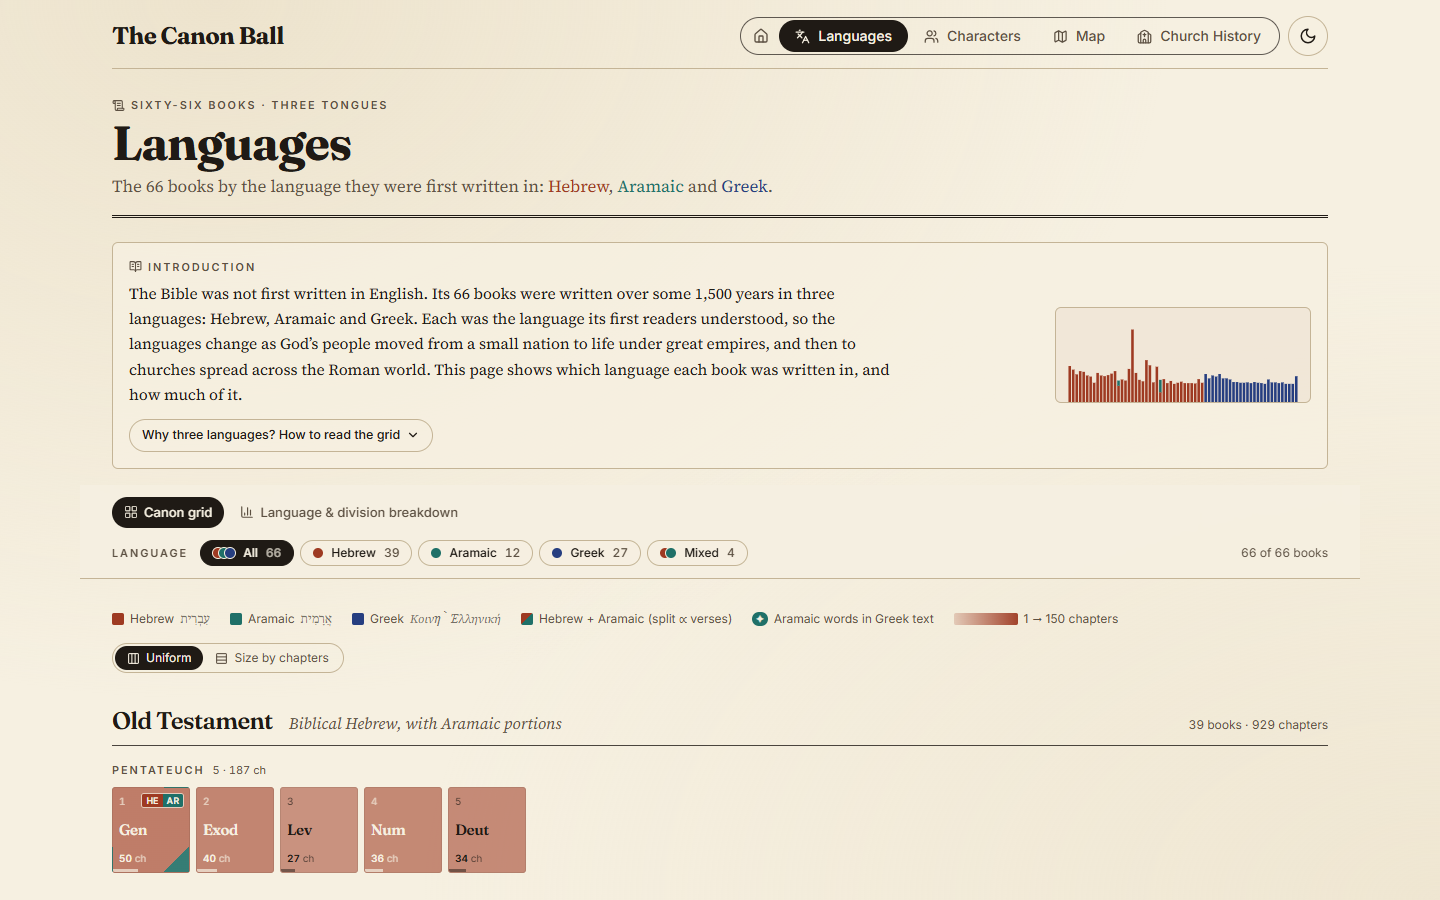 The Canon Ball
Languages
Characters
Map
Church History
SIXTY-SIX BOOKS · THREE TONGUES
Languages
The 66 books by the language they were first written in: Hebrew, Aramaic and Greek.
INTRODUCTION
The Bible was not first written in English. Its 66 books were written over some 1,500 years in three
languages: Hebrew, Aramaic and Greek. Each was the language its first readers understood, so the
languages change as God’s people moved from a small nation to life under great empires, and then to
churches spread across the Roman world. This page shows which language each book was written in, and
how much of it.
Why three languages? How to read the grid
Canon grid
Language & division breakdown
LANGUAGE
All 66
Hebrew 39
Aramaic 12
Greek 27
Mixed 4
66 of 66 books
Hebrew עִבְרִית
Aramaic אֲרָמִית
Greek Κοινὴ Ἑλληνική
Hebrew + Aramaic (split ∝ verses)
Aramaic words in Greek text
1 → 150 chapters
Uniform
Size by chapters
Old Testament Biblical Hebrew, with Aramaic portions
39 books · 929 chapters
PENTATEUCH 5 · 187 ch
1 HE AR
Gen
50 ch
2
Exod
40 ch
3
Lev
27 ch
4
Num
36 ch
5
Deut
34 ch